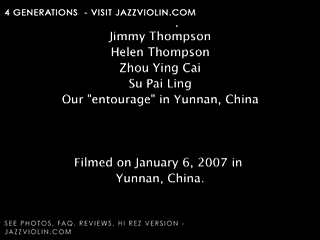 4 GENERATIONS - VISIT JAZZVIOLIN.COM
Jimmy Thompson
Helen Thompson
Zhou Ying Cai
Su Pai Ling
Our "entourage" in Yunnan, China
Filmed on January 6, 2007 in
Yunnan, China.
SEE PHOTOS, FAQ, REVIEWS, HI REZ VERSION -
JAZZVIOLIN.COM